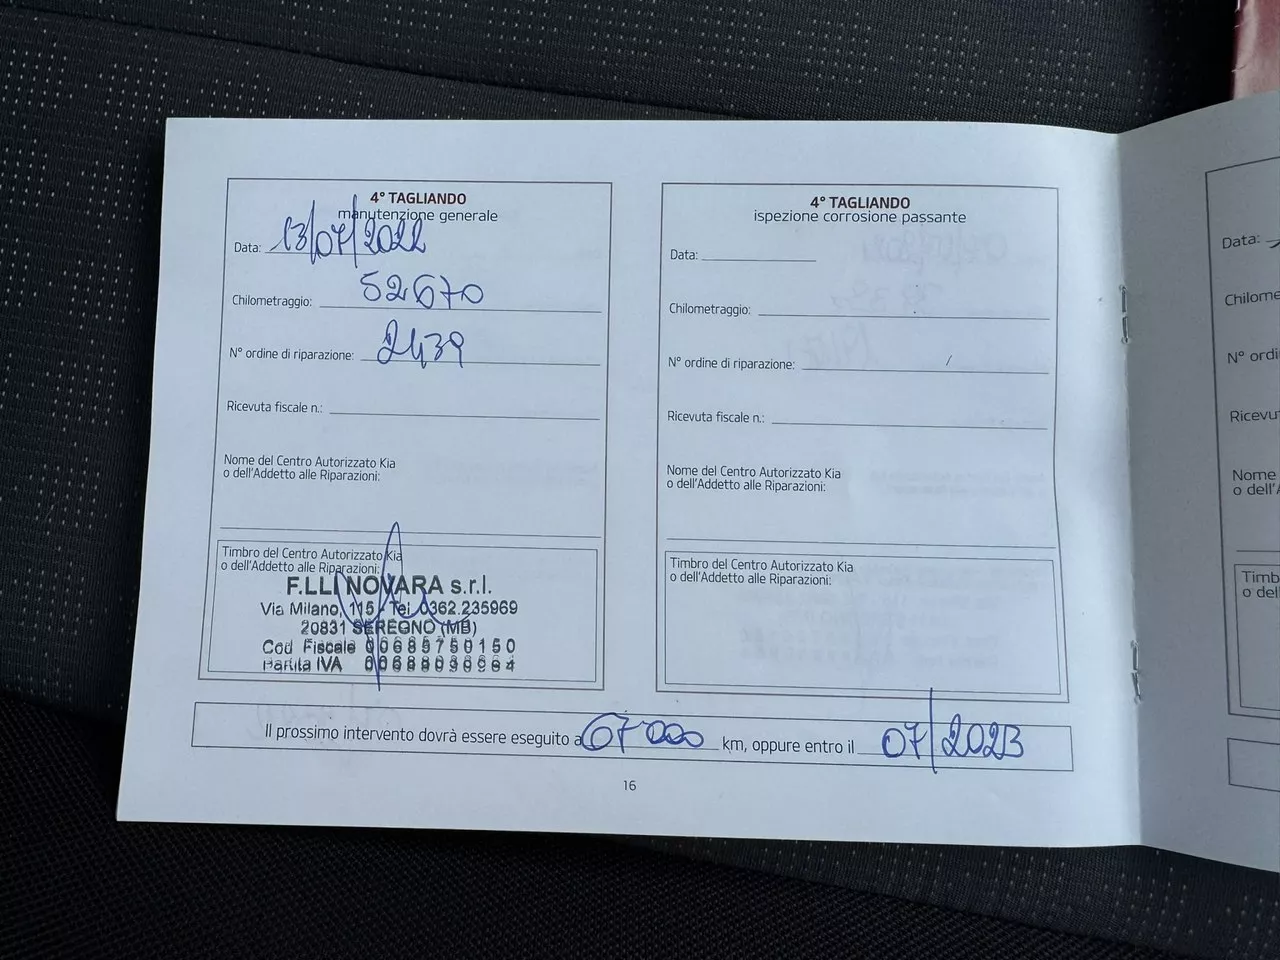 4° TAGLIANDO
manutenzione generale
Data: 13/07/2022
Chilometraggio: 52670
N° ordine di riparazione: 2439
Ricevuta fiscale n.:
Nome del Centro Autorizzato Kia
o dell'Addetto alle Riparazioni:
Timbro del Centro Autorizzato Kia
o dell'Addetto alle Riparazioni:
F.LLI NOVARA s.r.l.
Via Milano, 115 - Tel. 0362.235969
20831 SEREGNO (MB)
Cod Fiscale
Partita IVA
4° TAGLIANDO
ispezione corrosione passante
Data:
Chilometraggio:
N° ordine di riparazione: /
Ricevuta fiscale n.:
Nome del Centro Autorizzato Kia
o dell'Addetto alle Riparazioni:
Timbro del Centro Autorizzato Kia
o dell'Addetto alle Riparazioni:
Il prossimo intervento dovrà essere eseguito a 67000 km, oppure entro il 07/2023
16
Data:
Chilome
N° ordi
Ricevu
Nome
o dell'A
Timb
o del